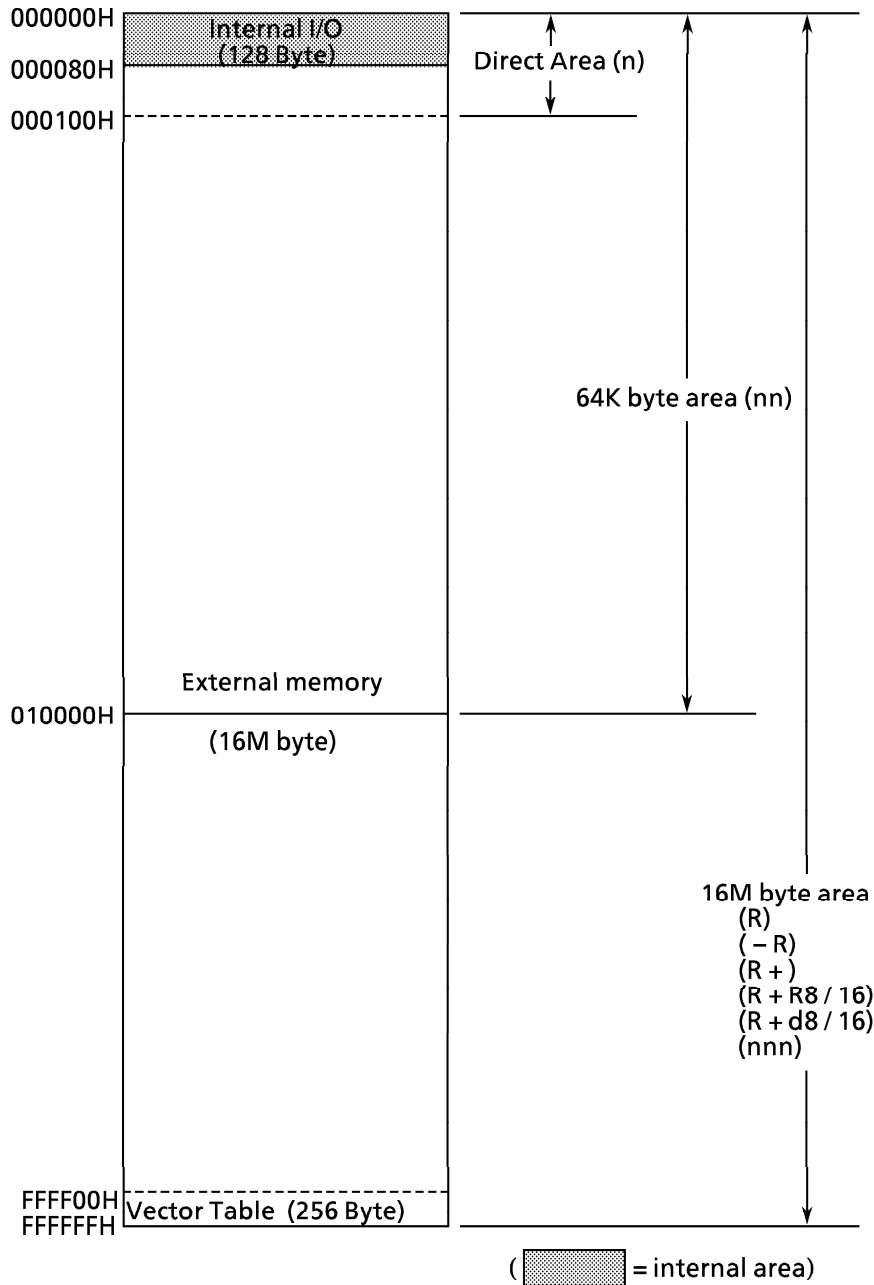 000000H
Internal I/O
(128 Byte)
000080H
Direct Area (n)
000100H
64K byte area (nn)
External memory
010000H
(16M byte)
16M byte area
(R)
( – R)
(R + )
(R + R8 / 16)
(R + d8 / 16)
(nnn)
FFFF00H
Vector Table (256 Byte)
FFFFFFH
( = internal area)